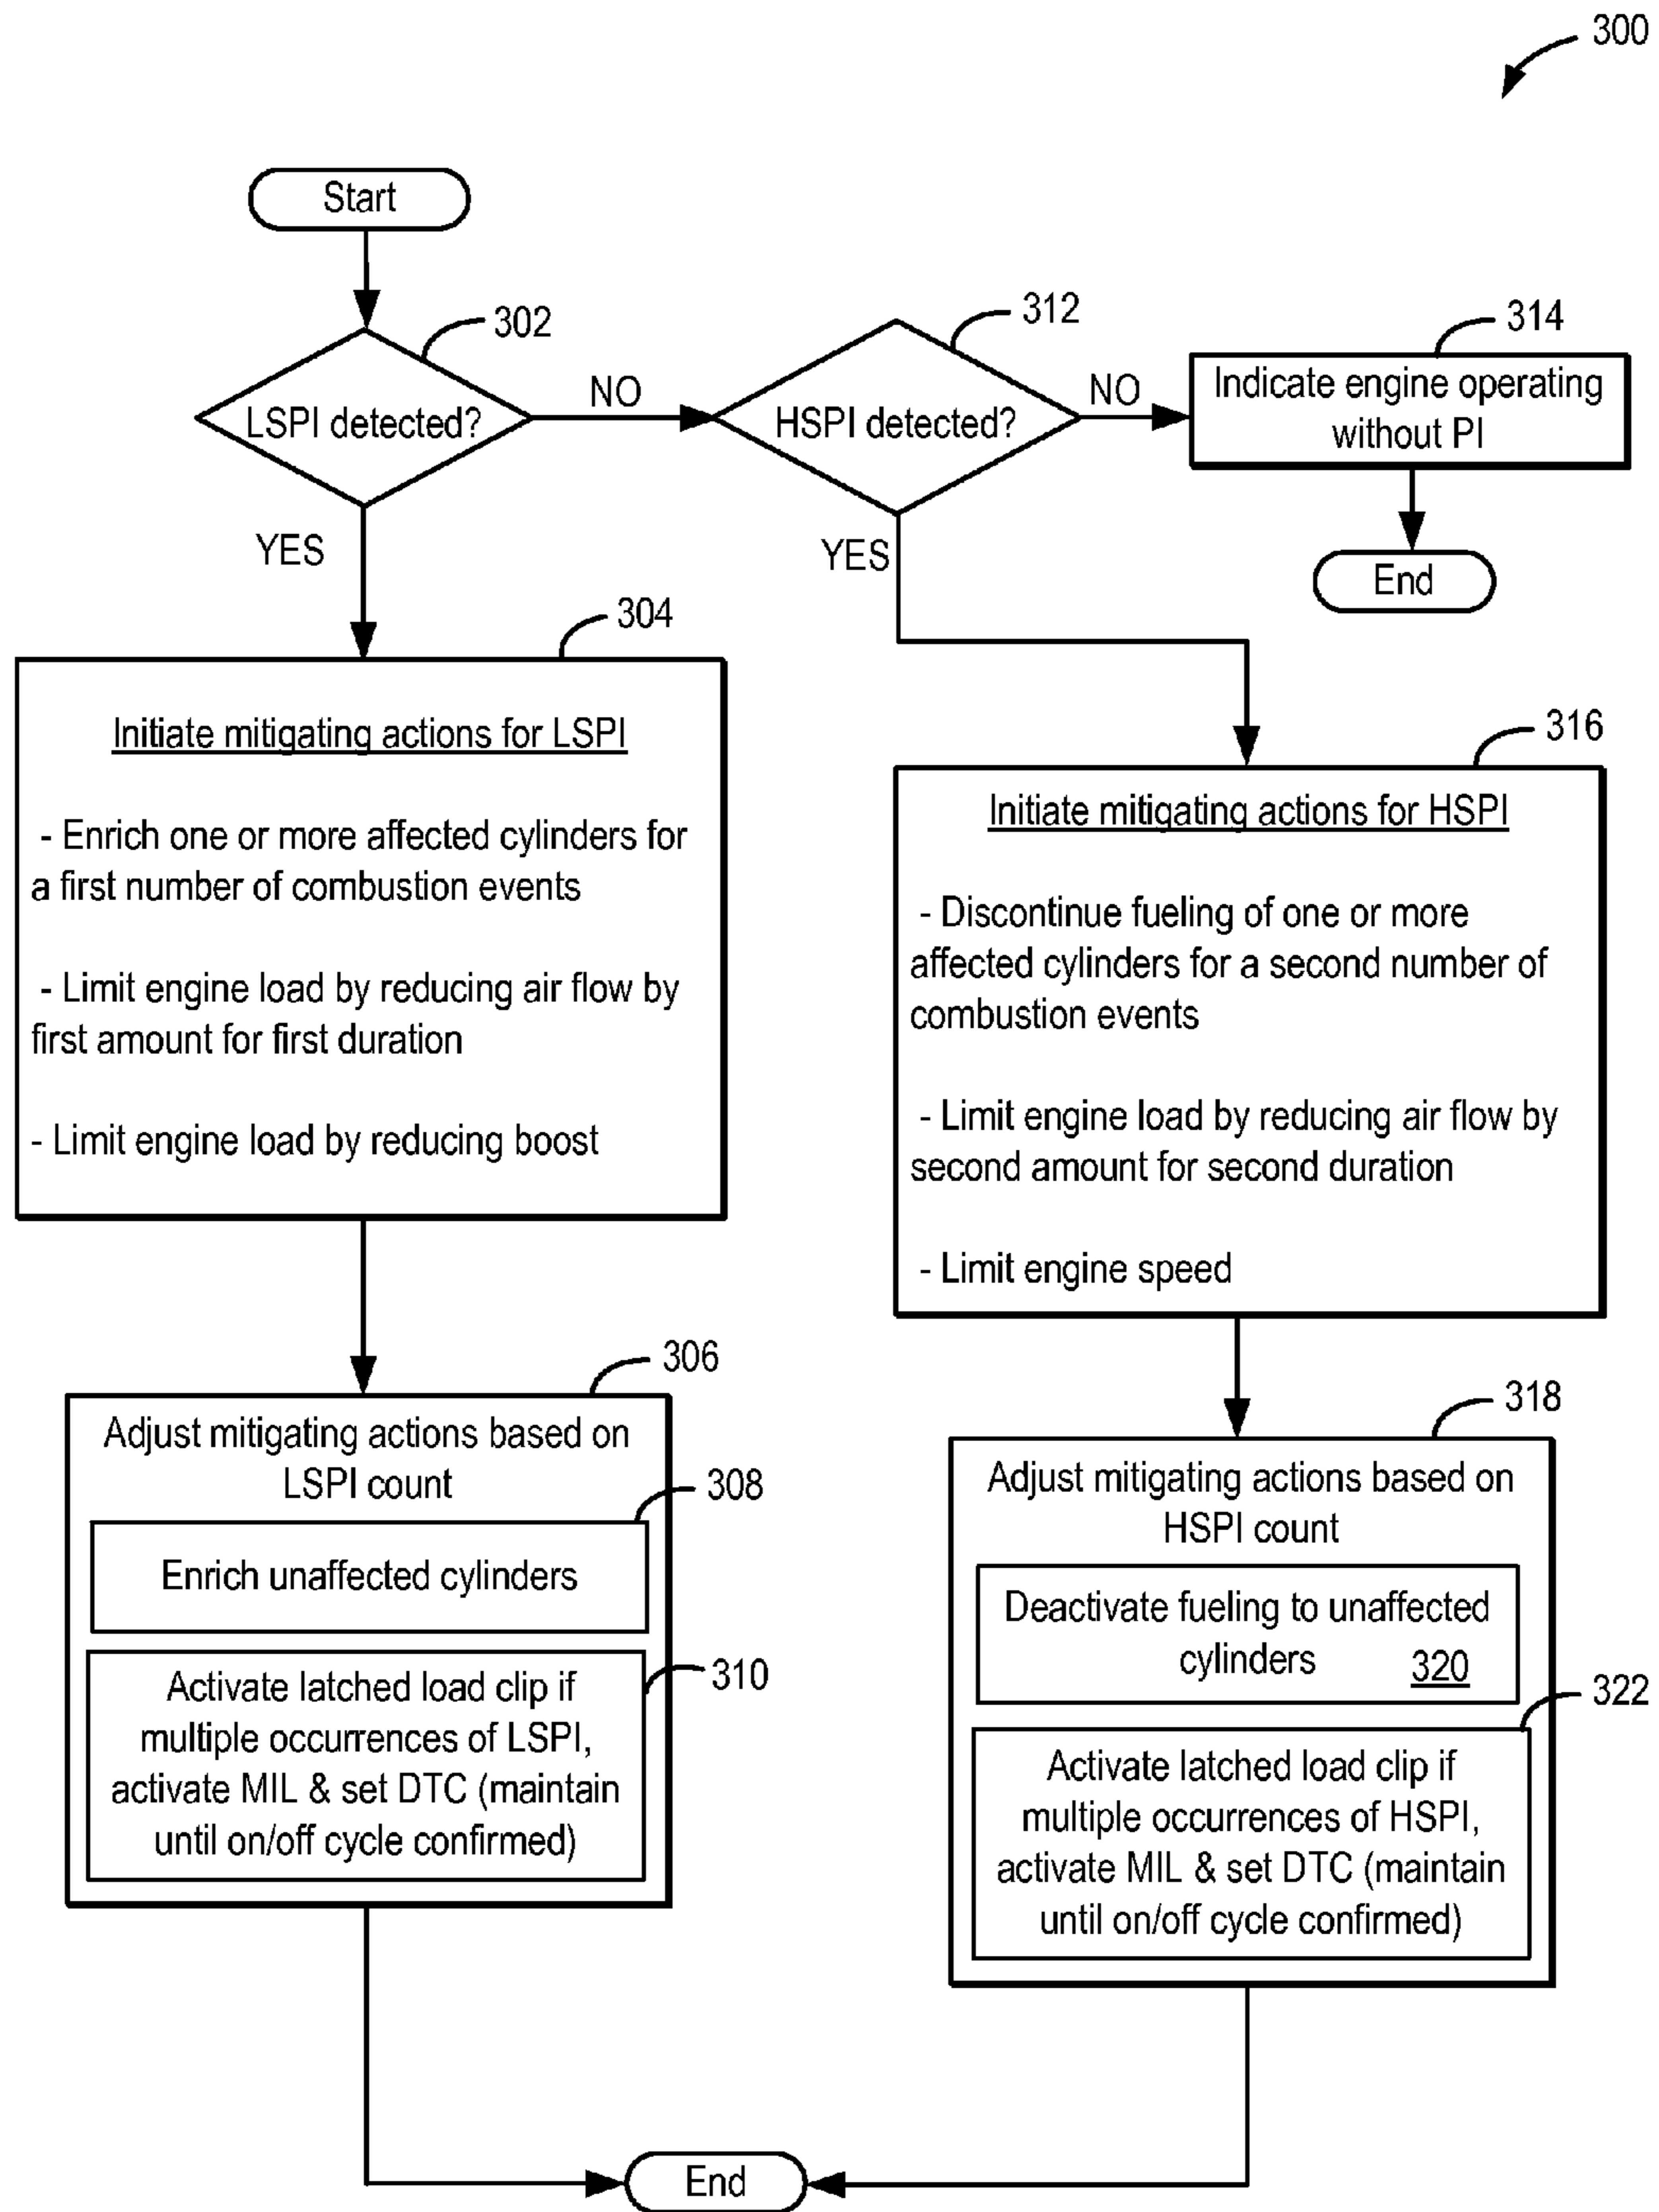 300
Start
302
LSPI detected?
NO
312
HSPI detected?
NO
314
Indicate engine operating
without PI
End
YES
YES
304
Initiate mitigating actions for LSPI
- Enrich one or more affected cylinders for
a first number of combustion events
- Limit engine load by reducing air flow by
first amount for first duration
- Limit engine load by reducing boost
316
Initiate mitigating actions for HSPI
- Discontinue fueling of one or more
affected cylinders for a second number of
combustion events
- Limit engine load by reducing air flow by
second amount for second duration
- Limit engine speed
306
Adjust mitigating actions based on
LSPI count
308
Enrich unaffected cylinders
310
Activate latched load clip if
multiple occurrences of LSPI,
activate MIL & set DTC (maintain
until on/off cycle confirmed)
318
Adjust mitigating actions based on
HSPI count
Deactivate fueling to unaffected
cylinders 320
322
Activate latched load clip if
multiple occurrences of HSPI,
activate MIL & set DTC (maintain
until on/off cycle confirmed)
End